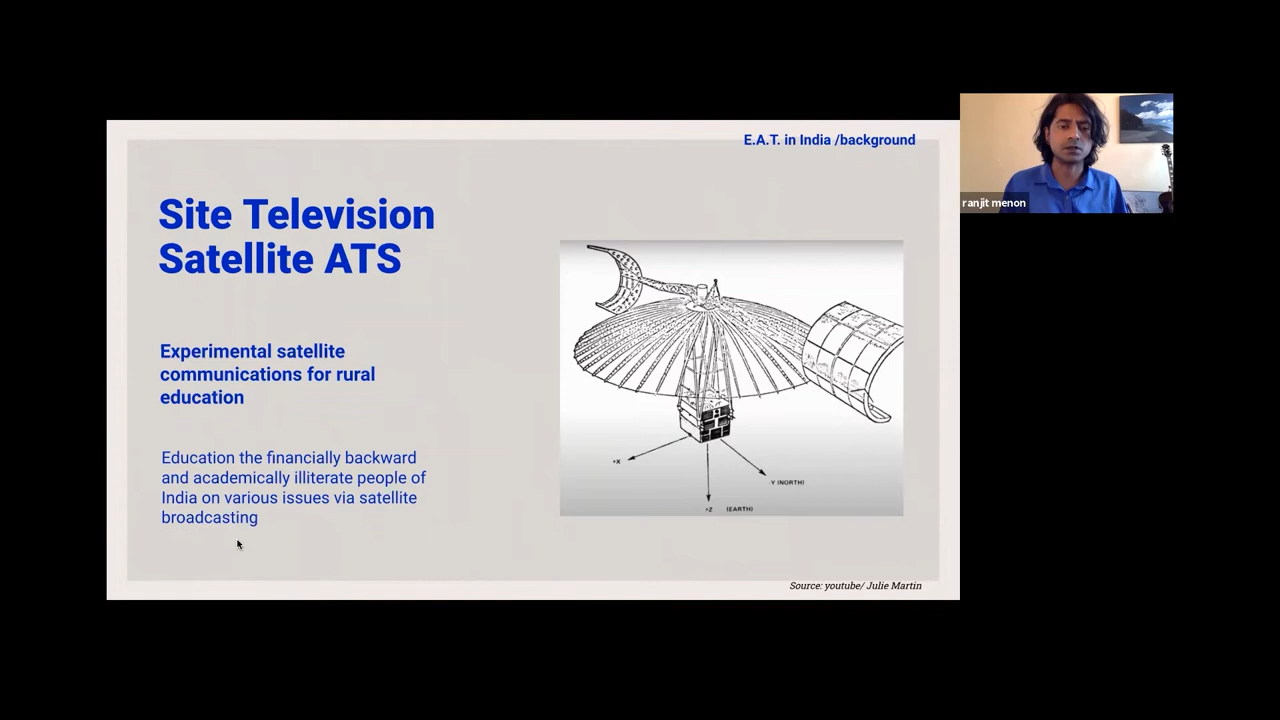 E.A.T. in India /background
ranjit menon
Site Television
Satellite ATS
Experimental satellite
communications for rural
education
Education the financially backward
and academically illiterate people of
India on various issues via satellite
broadcasting
+X
Y (NORTH)
+Z (EARTH)
Source: youtube/ Julie Martin